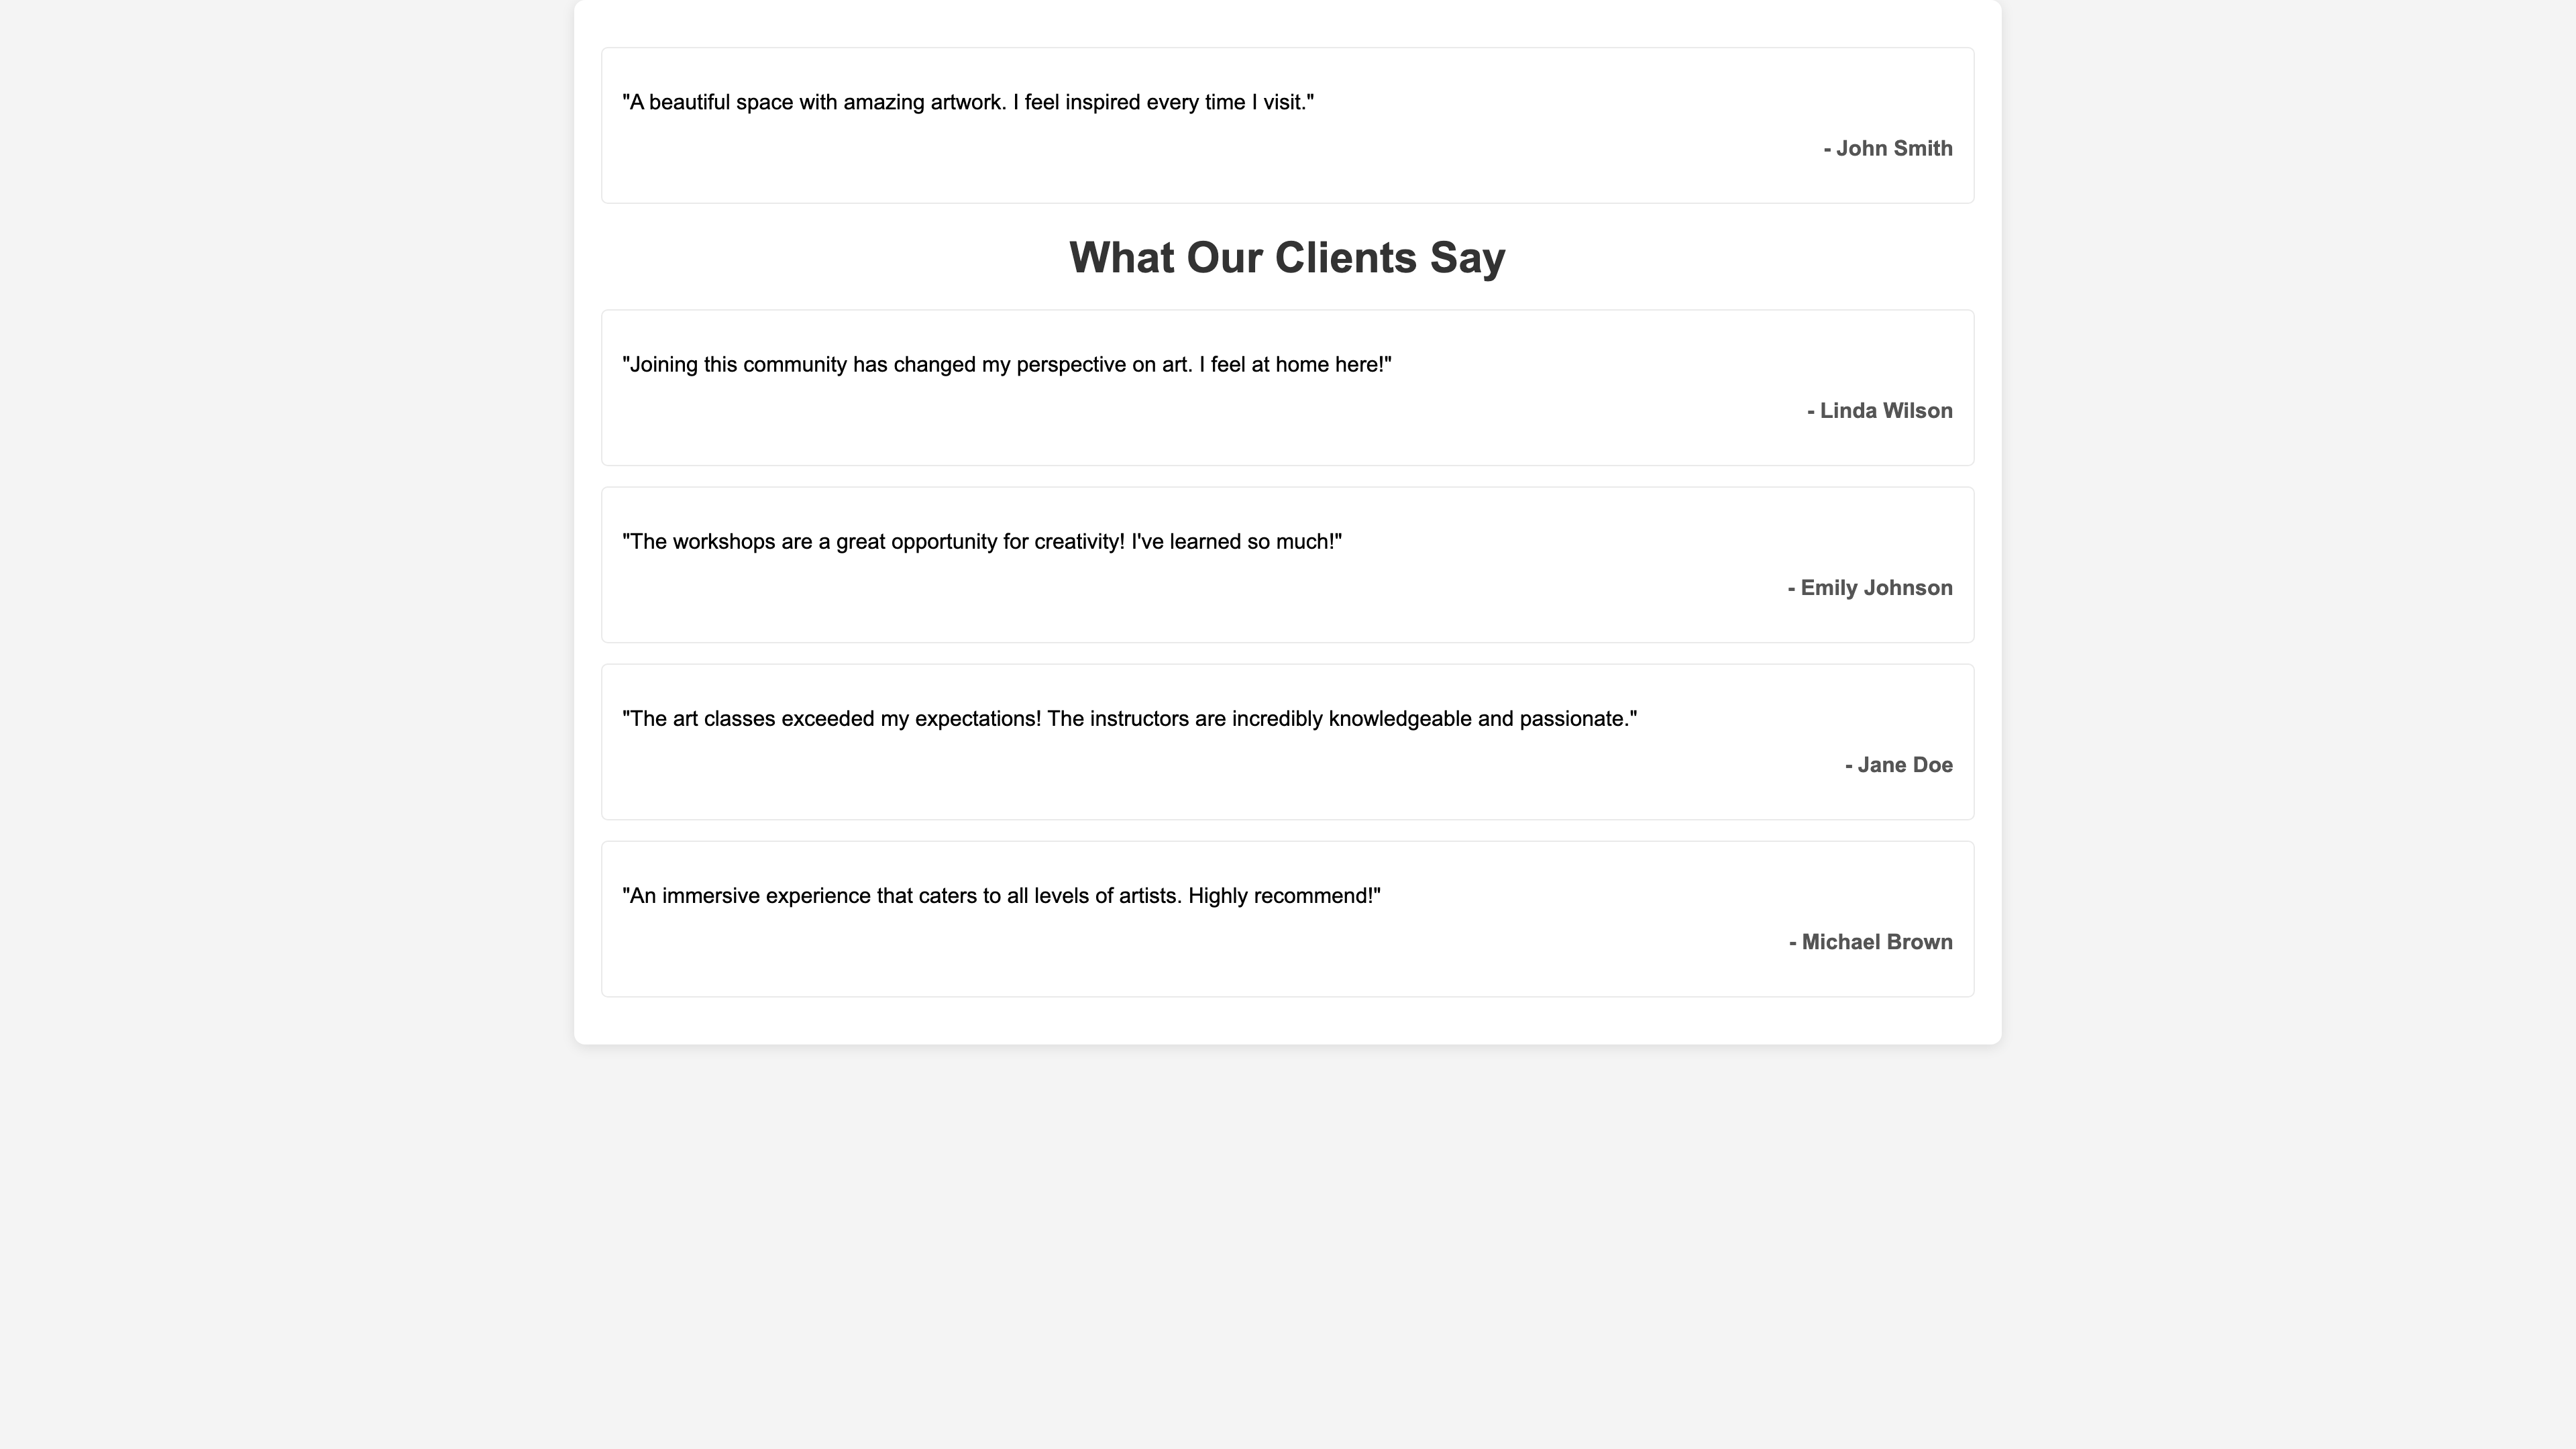 "A beautiful space with amazing artwork. I feel inspired every time I visit."
- John Smith
What Our Clients Say
"Joining this community has changed my perspective on art. I feel at home here!"
- Linda Wilson
"The workshops are a great opportunity for creativity! I've learned so much!"
- Emily Johnson
"The art classes exceeded my expectations! The instructors are incredibly knowledgeable and passionate."
- Jane Doe
"An immersive experience that caters to all levels of artists. Highly recommend!"
- Michael Brown